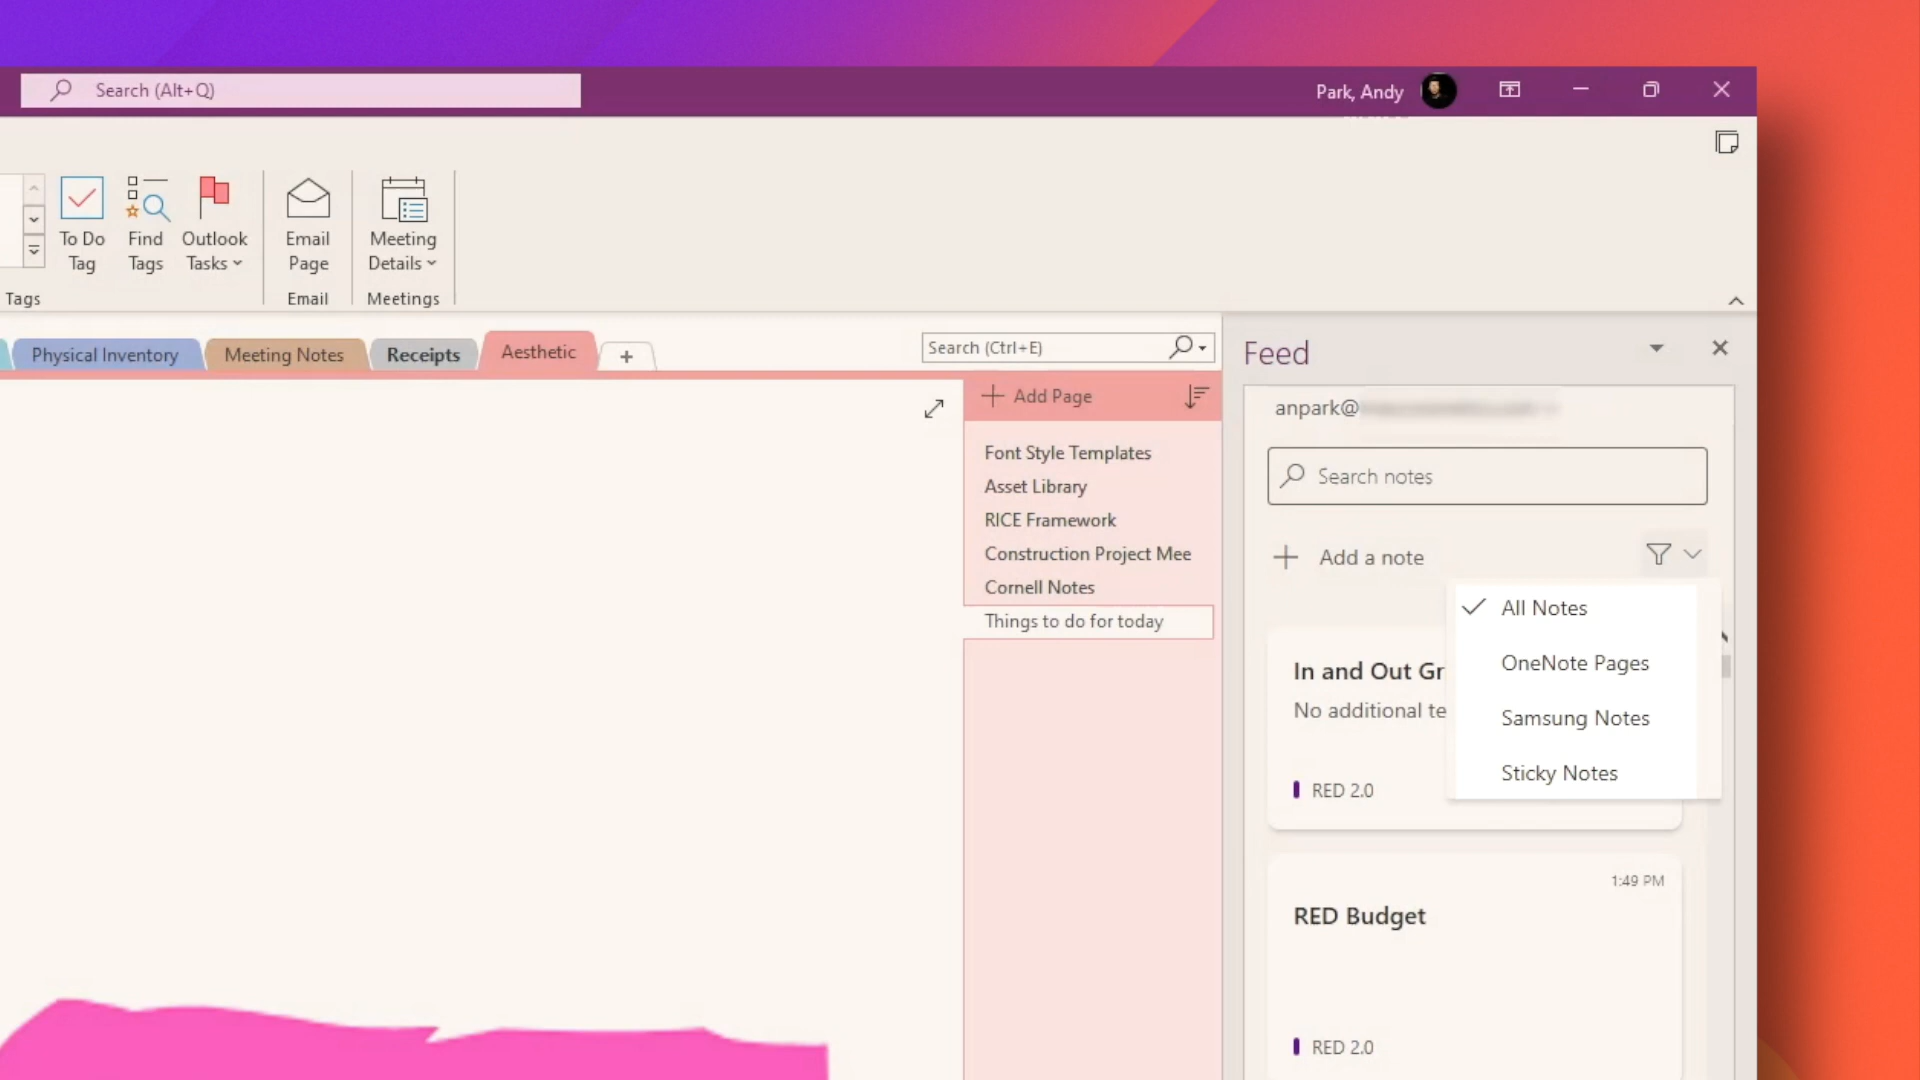 Search (Alt+Q)
Park, Andy
To Do Tag
Find Tags
Outlook Tasks
Email Page
Meeting Details
Tags
Email
Meetings
Physical Inventory
Meeting Notes
Receipts
Aesthetic
+
Search (Ctrl+E)
Add Page
Font Style Templates
Asset Library
RICE Framework
Construction Project Mee
Cornell Notes
Things to do for today
Feed
anpark@
Search notes
Add a note
All Notes
OneNote Pages
Samsung Notes
Sticky Notes
In and Out Gr
No additional te
RED 2.0
1:49 PM
RED Budget
RED 2.0